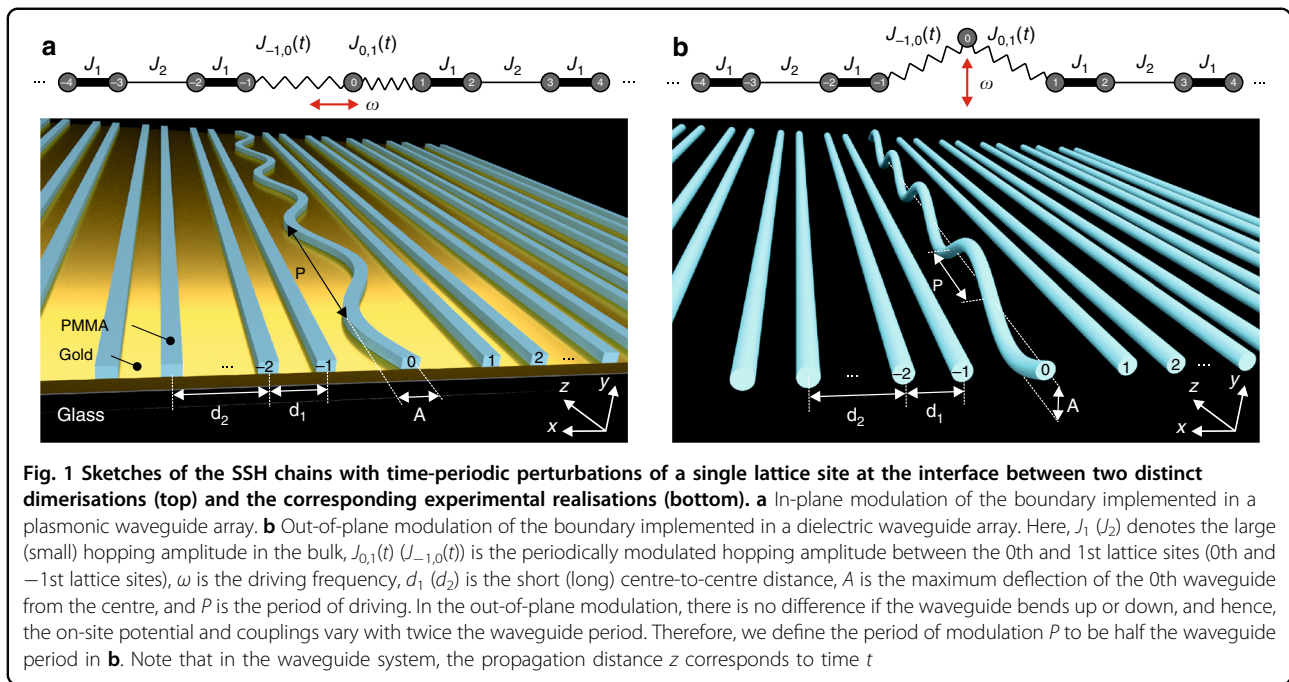 a
J₋₁,₀(t) J₀,₁(t)
... J₁ J₂ J₁ J₁ J₂ J₁ ...
-4 -3 -2 -1 0 1 2 3 4
ω
P
PMMA
Gold
... -2 -1 0 1 2 ...
d₂ d₁ A
Glass
z y
x
b
J₋₁,₀(t) J₀,₁(t)
0
... J₁ J₂ J₁ J₁ J₂ J₁ ...
-4 -3 -2 -1 1 2 3 4
ω
P
... -2 -1 0 1 2 ...
d₂ d₁ A
z y
x
Fig. 1 Sketches of the SSH chains with time-periodic perturbations of a single lattice site at the interface between two distinct
dimerisations (top) and the corresponding experimental realisations (bottom). a In-plane modulation of the boundary implemented in a
plasmonic waveguide array. b Out-of-plane modulation of the boundary implemented in a dielectric waveguide array. Here, J₁ (J₂) denotes the large
(small) hopping amplitude in the bulk, J₀,₁(t) (J₋₁,₀(t)) is the periodically modulated hopping amplitude between the 0th and 1st lattice sites (0th and
−1st lattice sites), ω is the driving frequency, d₁ (d₂) is the short (long) centre-to-centre distance, A is the maximum deflection of the 0th waveguide
from the centre, and P is the period of driving. In the out-of-plane modulation, there is no difference if the waveguide bends up or down, and hence,
the on-site potential and couplings vary with twice the waveguide period. Therefore, we define the period of modulation P to be half the waveguide
period in b. Note that in the waveguide system, the propagation distance z corresponds to time t